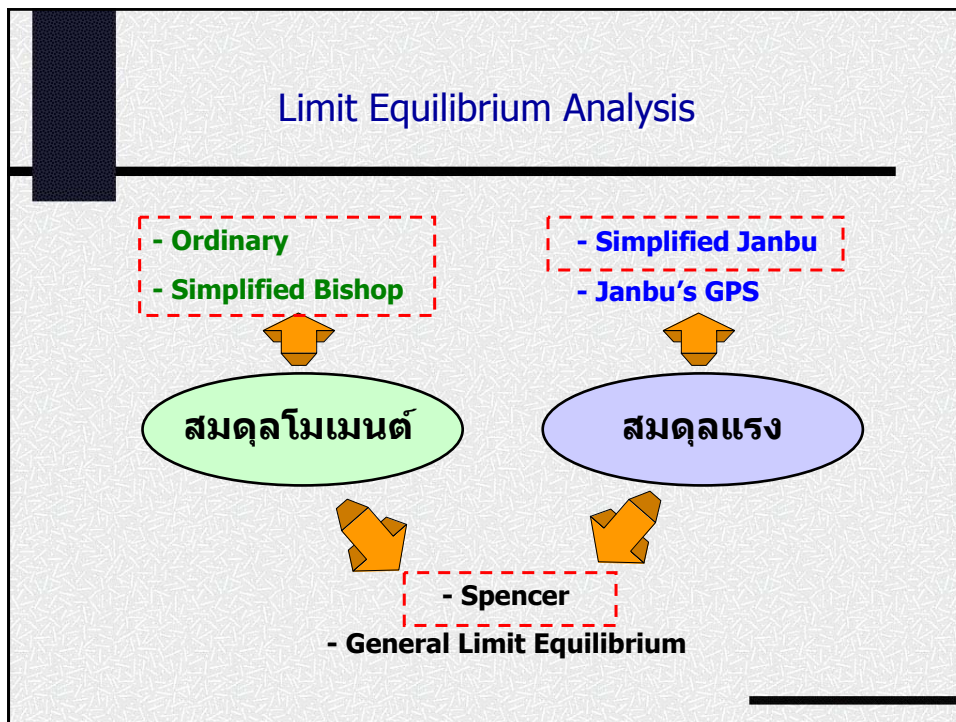 Limit Equilibrium Analysis
- Ordinary
- Simplified Bishop
- Simplified Janbu
- Janbu's GPS
สมดุลโมเมนต์
สมดุลแรง
- Spencer
- General Limit Equilibrium